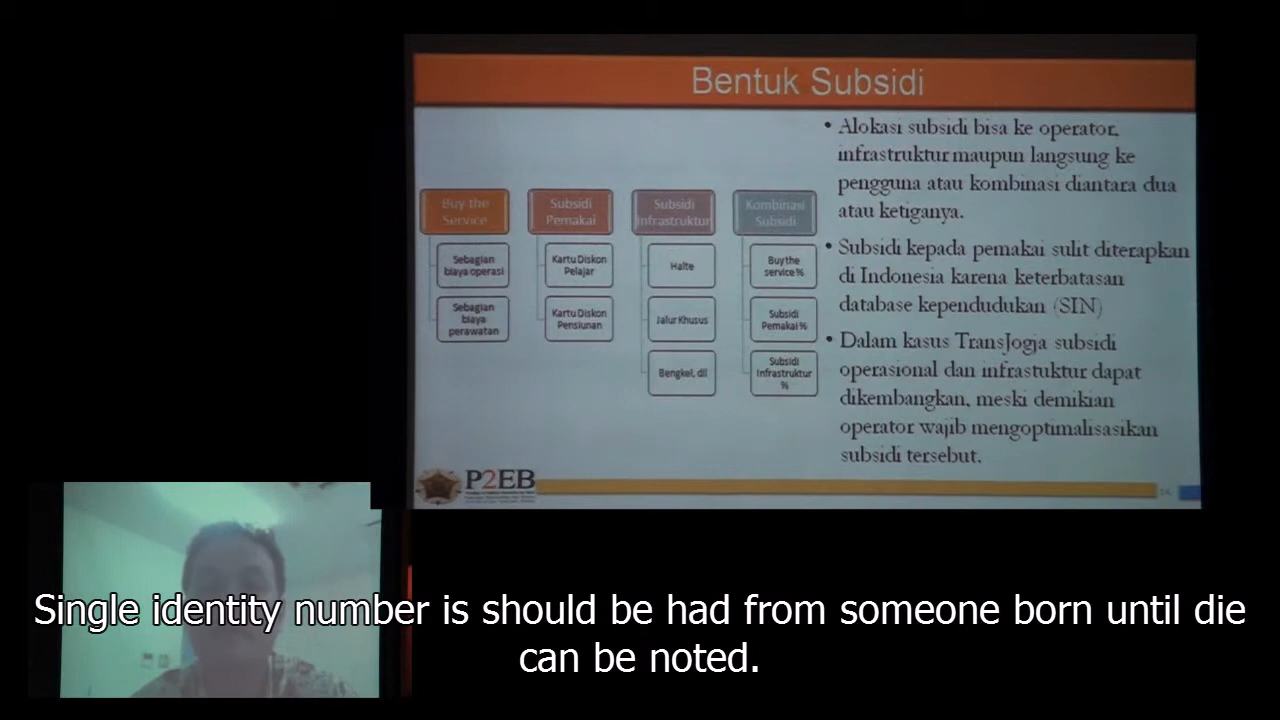 Bentuk Subsidi
Buy the
Service
Sebagian
biaya operasi
Sebagian
biaya
perawatan
Subsidi
Pemakai
Kartu Diskon
Pelajar
Kartu Diskon
Pensiunan
Subsidi
Infrastruktur
Halte
Jalur Khusus
Bengkel, dll
Kombinasi
Subsidi
Buy the
service %
Subsidi
Pemakai %
Subsidi
Infrastruktur
%
• Alokasi subsidi bisa ke operator,
infrastruktur maupun langsung ke
pengguna atau kombinasi diantara dua
atau ketiganya.
• Subsidi kepada pemakai sulit diterapkan
di Indonesia karena keterbatasan
database kependudukan (SIN)
• Dalam kasus TransJogja subsidi
operasional dan infrastuktur dapat
dikembangkan, meski demikian
operator wajib mengoptimalisasikan
subsidi tersebut.
P2EB
Single identity number is should be had from someone born until die
can be noted.